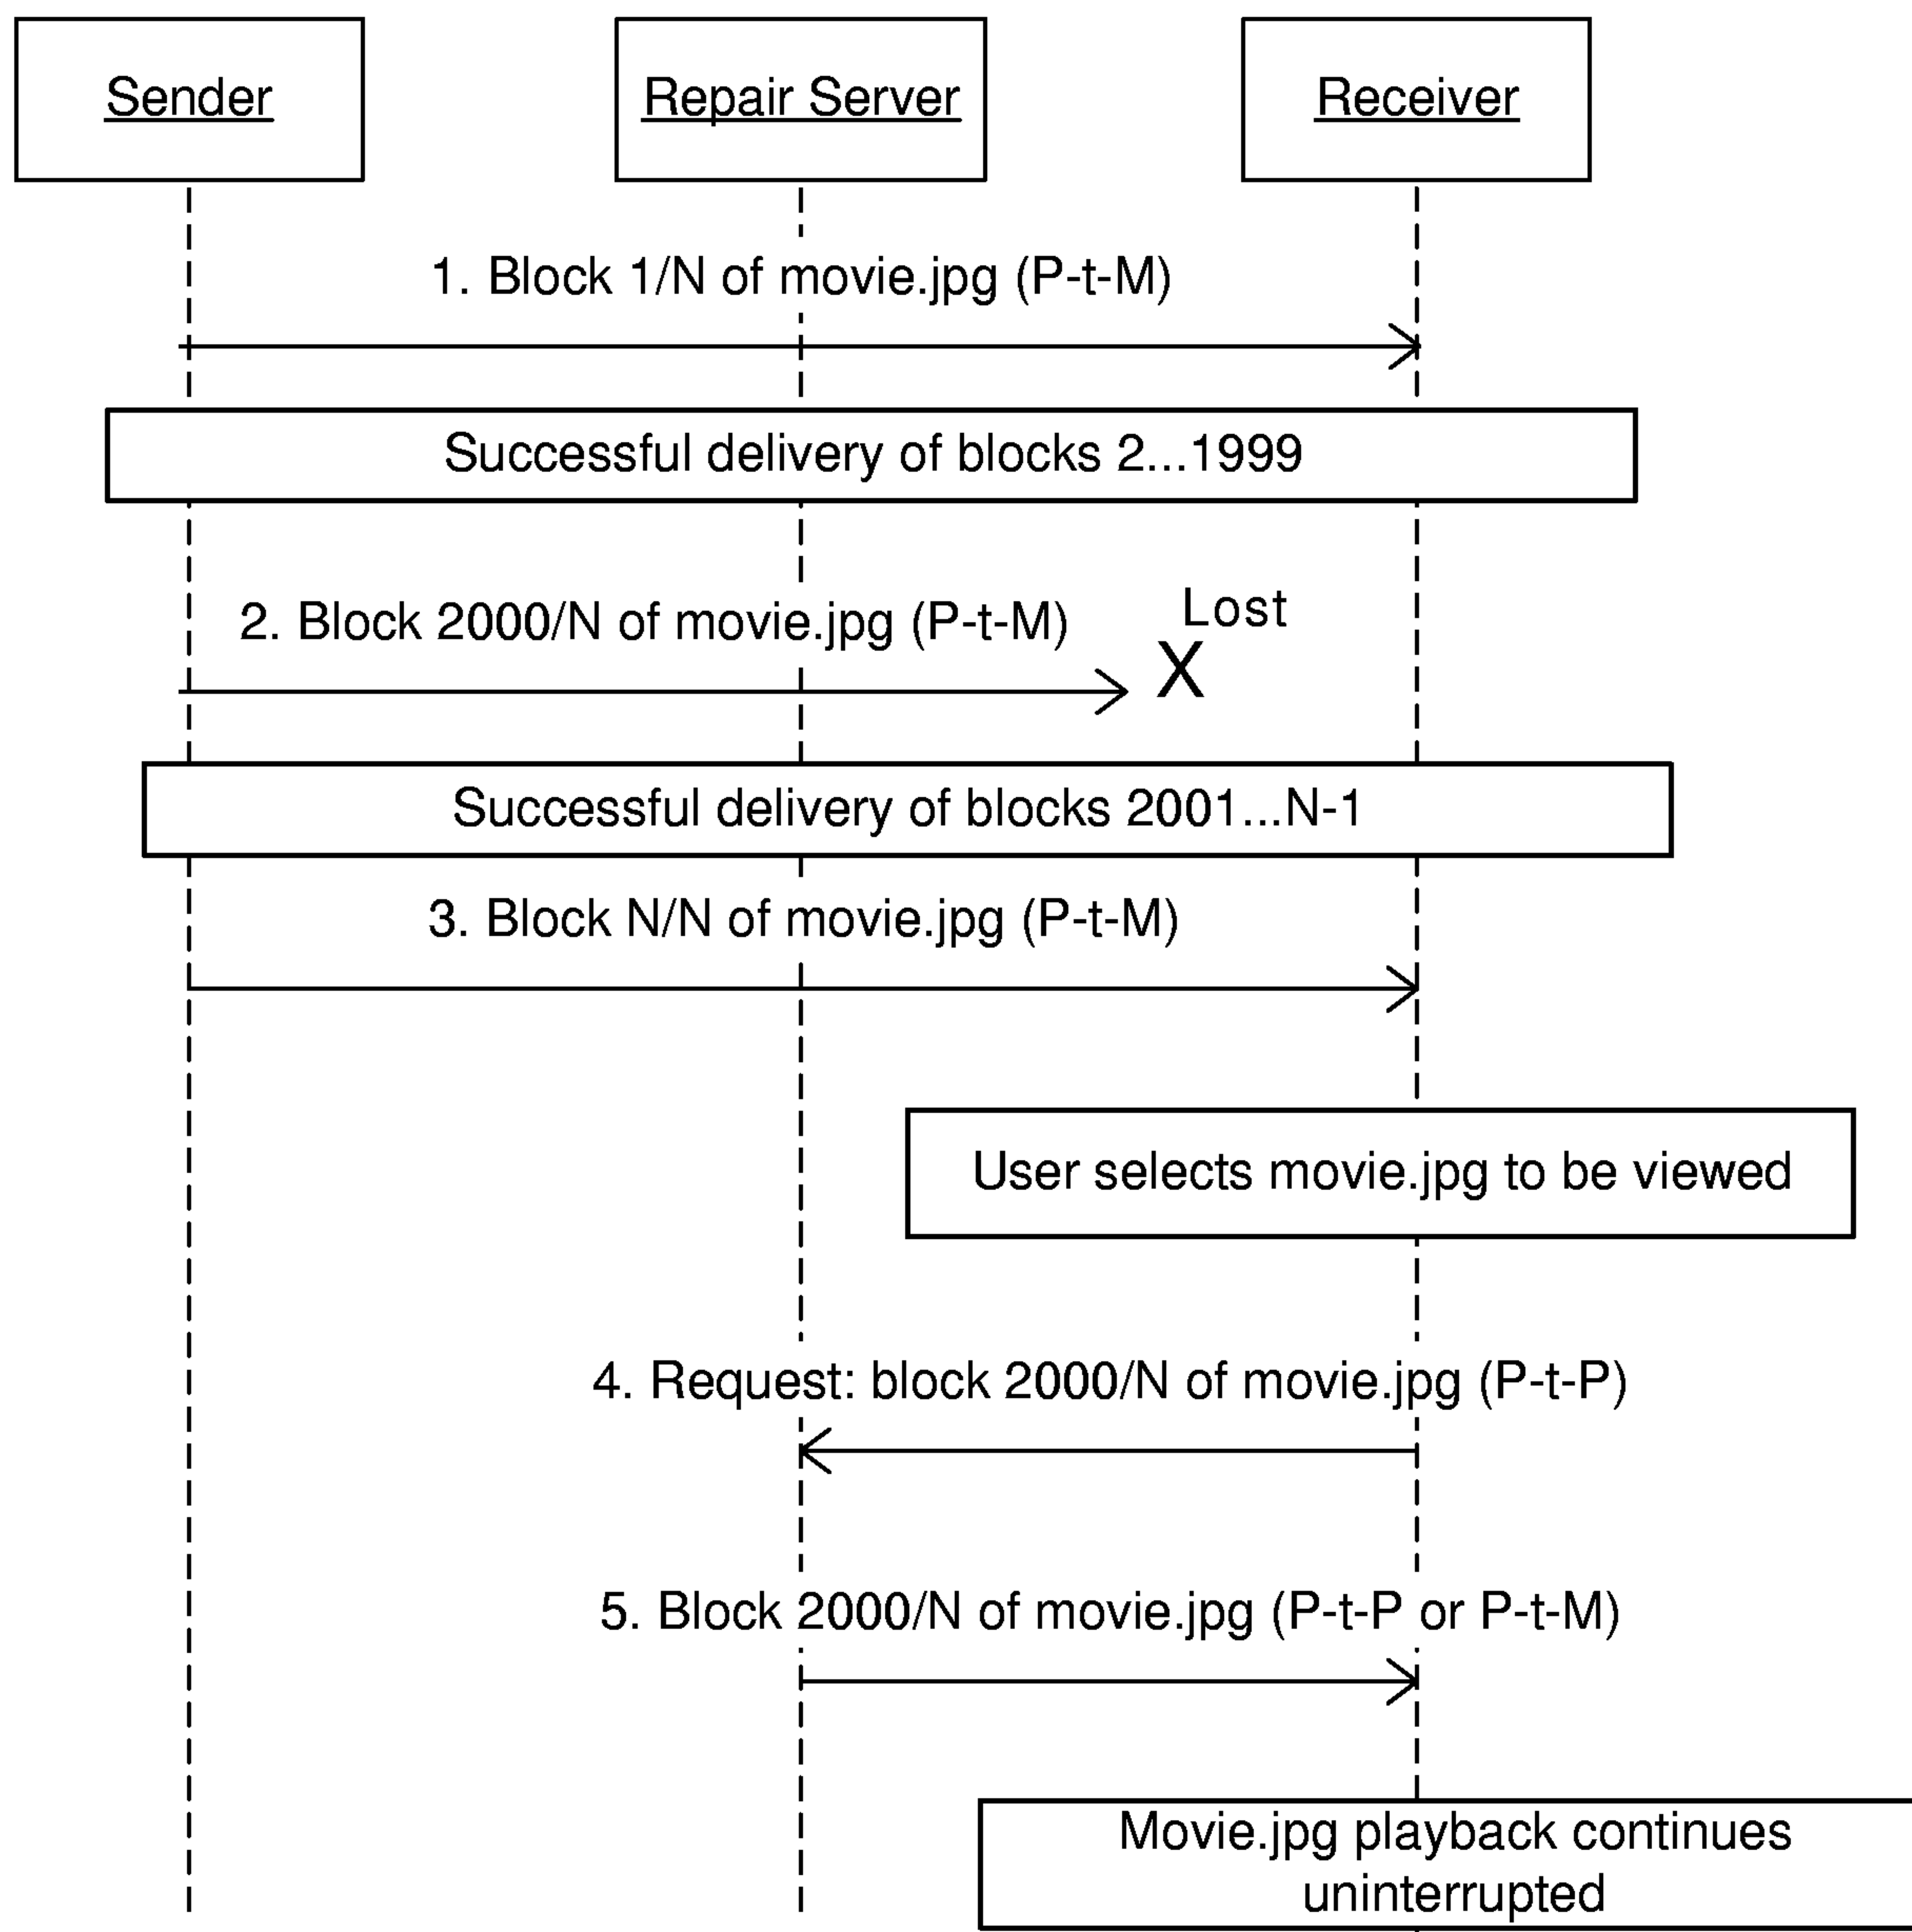 Sender
Repair Server
Receiver
1. Block 1/N of movie.jpg (P-t-M)
Successful delivery of blocks 2...1999
Lost
2. Block 2000/N of movie.jpg (P-t-M)
X
Successful delivery of blocks 2001...N-1
3. Block N/N of movie.jpg (P-t-M)
User selects movie.jpg to be viewed
4. Request: block 2000/N of movie.jpg (P-t-P)
5. Block 2000/N of movie.jpg (P-t-P or P-t-M)
Movie.jpg playback continues
uninterrupted